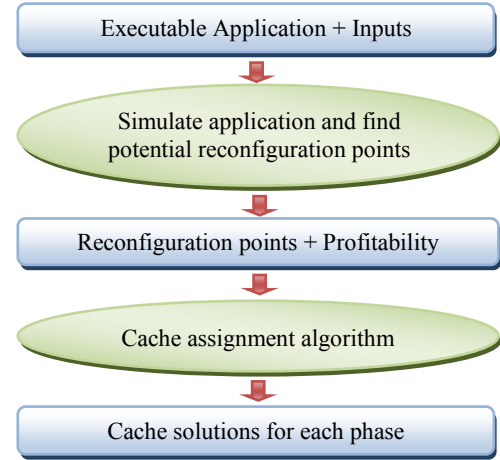 Executable Application + Inputs
Simulate application and find
potential reconfiguration points
Reconfiguration points + Profitability
Cache assignment algorithm
Cache solutions for each phase